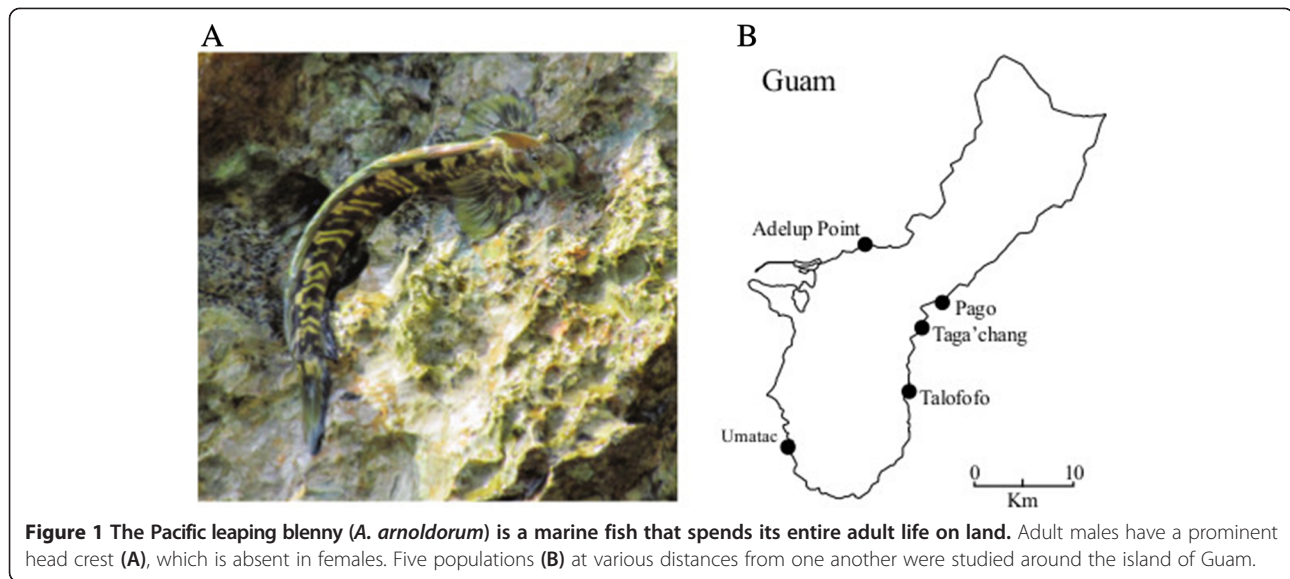 A
B
Guam
Adelup Point
Pago
Taga'chang
Talofofo
Umatac
0 10
Km
Figure 1 The Pacific leaping blenny (A. arnoldorum) is a marine fish that spends its entire adult life on land. Adult males have a prominent
head crest (A), which is absent in females. Five populations (B) at various distances from one another were studied around the island of Guam.